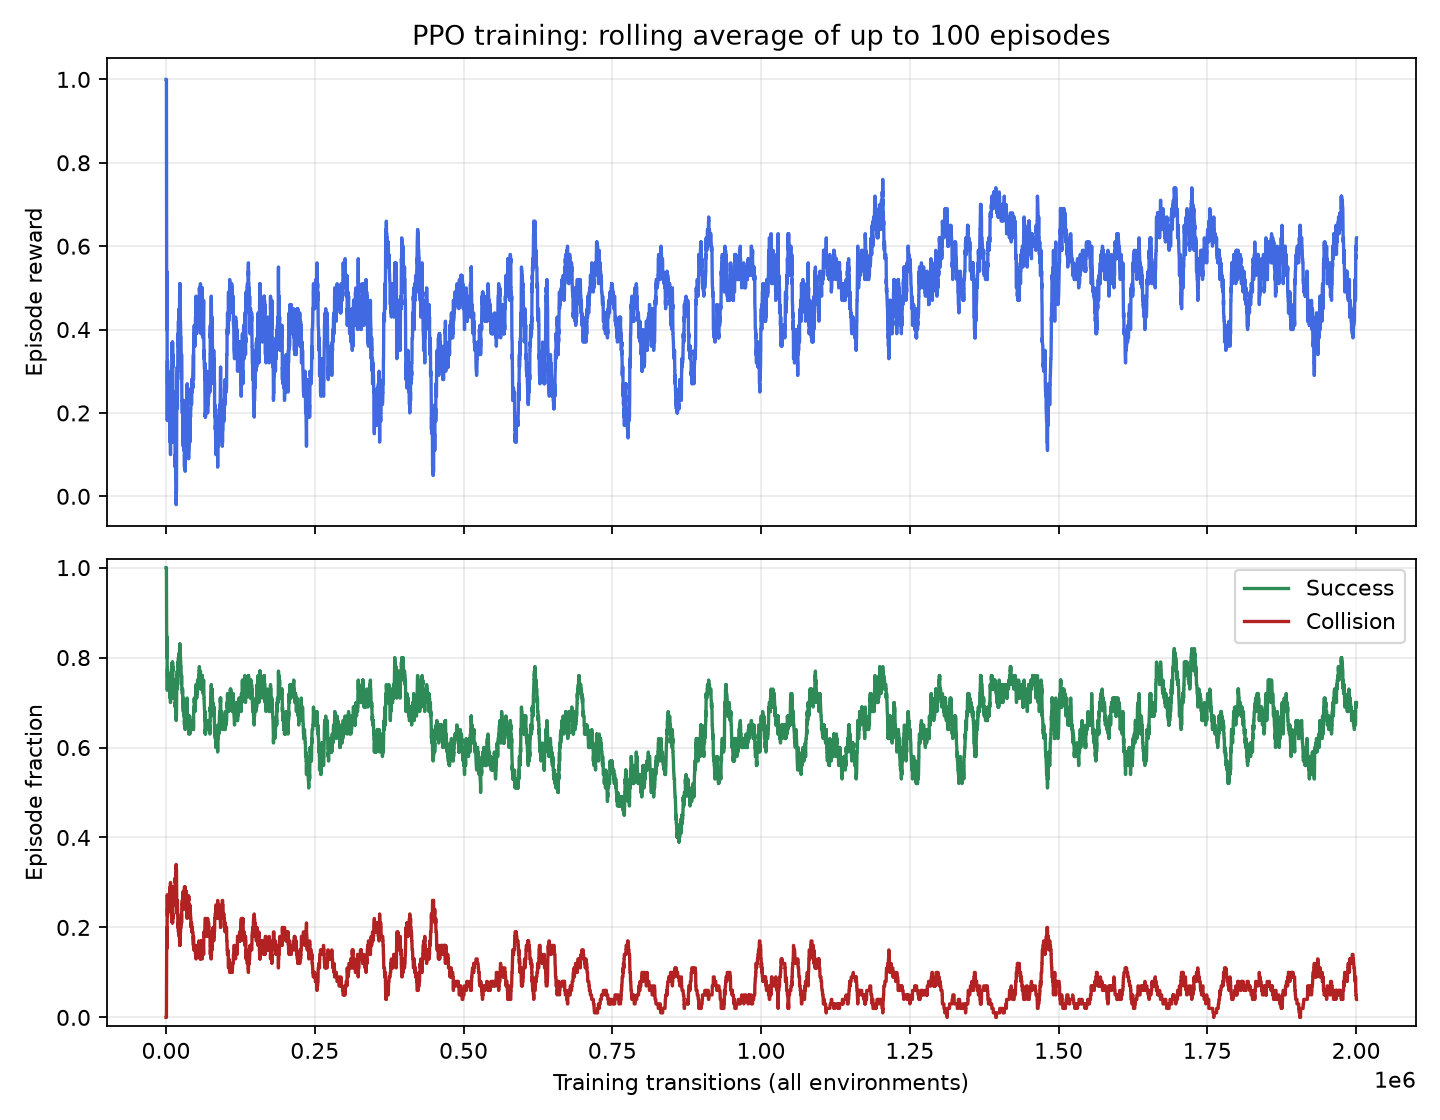 PPO training: rolling average of up to 100 episodes
1.0
0.8
0.6
0.4
0.2
0.0
Episode reward
1.0
0.8
0.6
0.4
0.2
0.0
Episode fraction
Success
Collision
0.00 0.25 0.50 0.75 1.00 1.25 1.50 1.75 2.00
1e6
Training transitions (all environments)